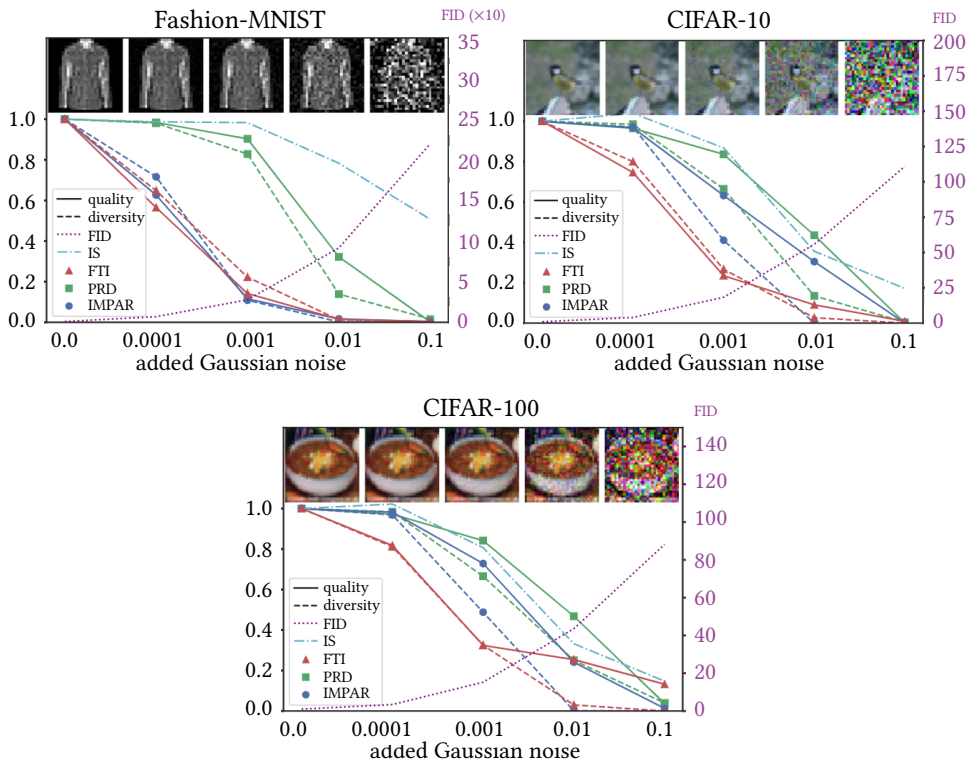 Fashion-MNIST
FID (×10)
35
30
25
20
15
10
5
0
1.0
0.8
0.6
0.4
0.2
0.0
quality
diversity
FID
IS
FTI
PRD
IMPAR
0.0 0.0001 0.001 0.01 0.1
added Gaussian noise
CIFAR-10
FID
200
175
150
125
100
75
50
25
0
1.0
0.8
0.6
0.4
0.2
0.0
quality
diversity
FID
IS
FTI
PRD
IMPAR
0.0 0.0001 0.001 0.01 0.1
added Gaussian noise
CIFAR-100
FID
140
120
100
80
60
40
20
0
1.0
0.8
0.6
0.4
0.2
0.0
quality
diversity
FID
IS
FTI
PRD
IMPAR
0.0 0.0001 0.001 0.01 0.1
added Gaussian noise